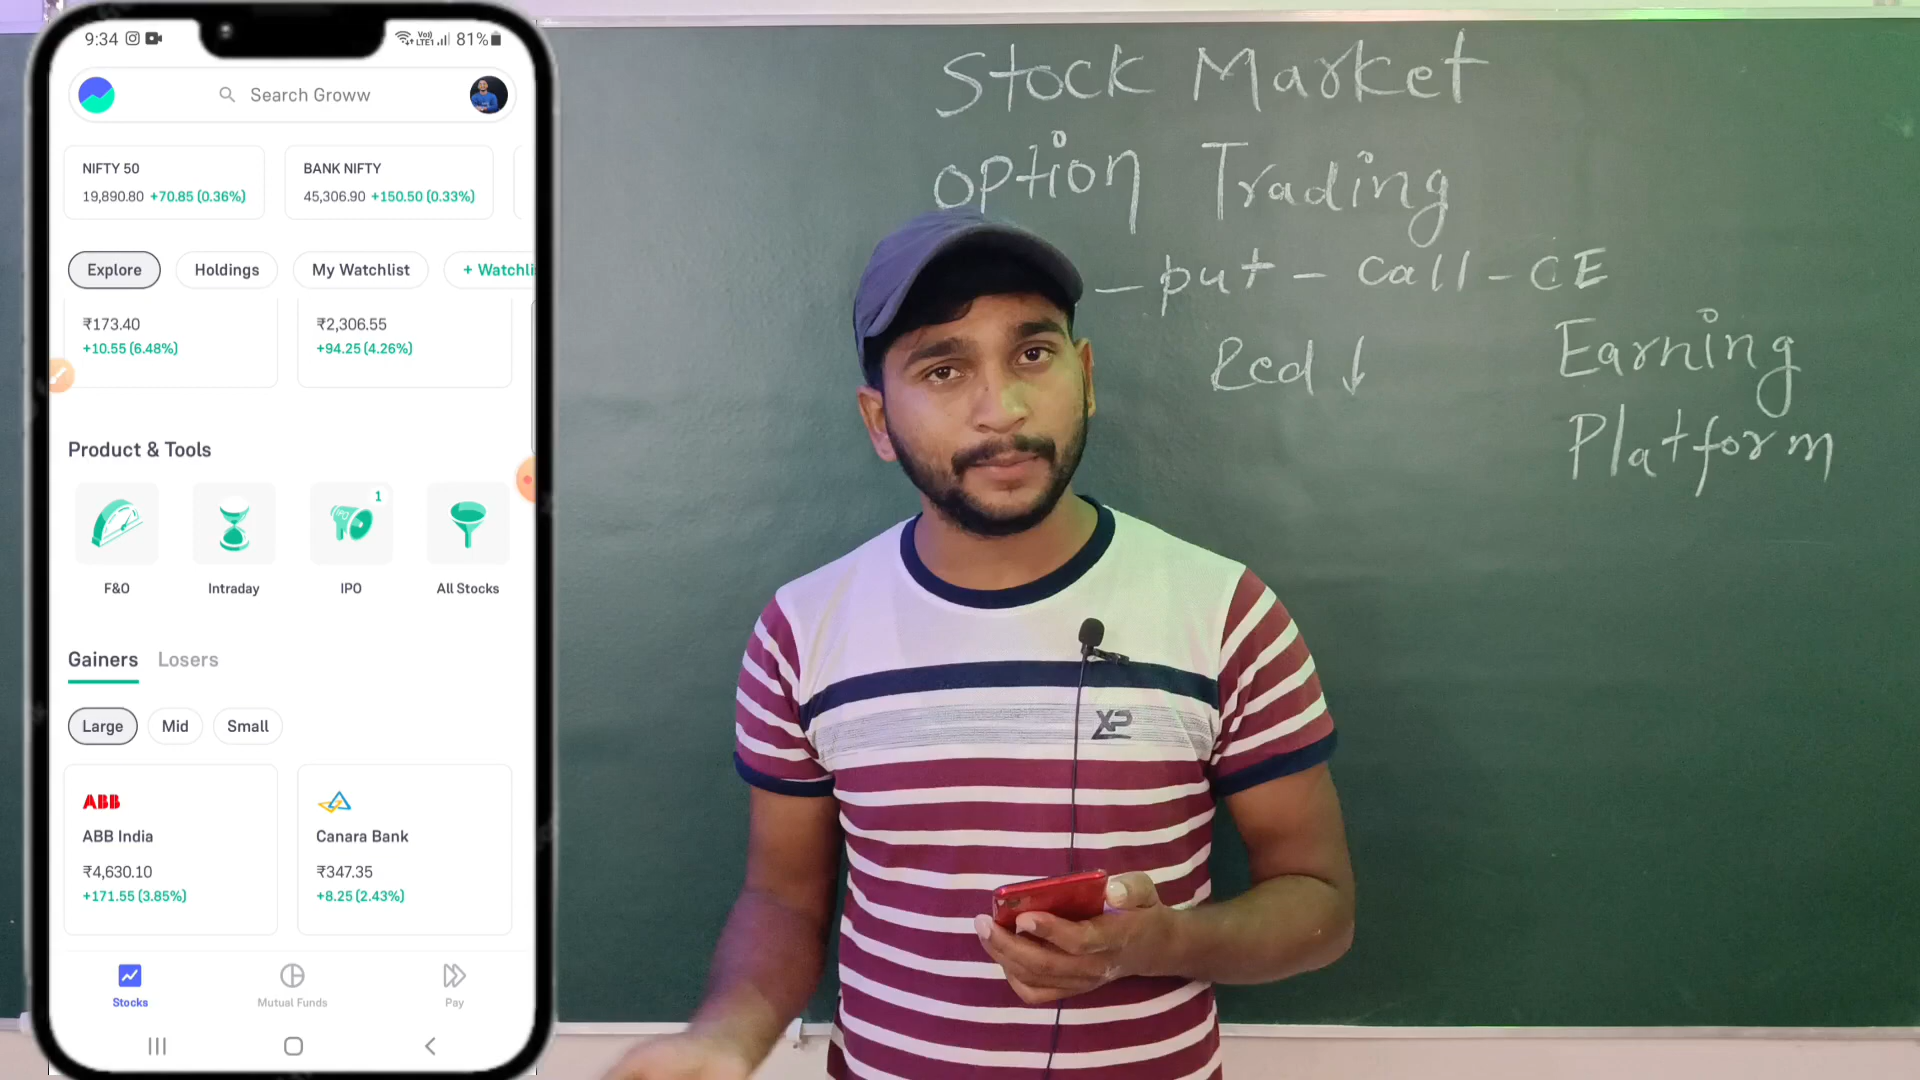 9:34 Vo)) LTE1 81%
Search Groww
NIFTY 50
19,890.80 +70.85 (0.36%)
BANK NIFTY
45,306.90 +150.50 (0.33%)
Explore
Holdings
My Watchlist
+ Watchli
₹173.40
+10.55 (6.48%)
₹2,306.55
+94.25 (4.26%)
Product & Tools
IPO
1
F&O
Intraday
IPO
All Stocks
Gainers
Losers
Large
Mid
Small
ABB
ABB India
₹4,630.10
+171.55 (3.85%)
Canara Bank
₹347.35
+8.25 (2.43%)
Stocks
Mutual Funds
Pay
Stock Market
option Trading
- put - call - CE
Red ↓
Earning
Platform
XP